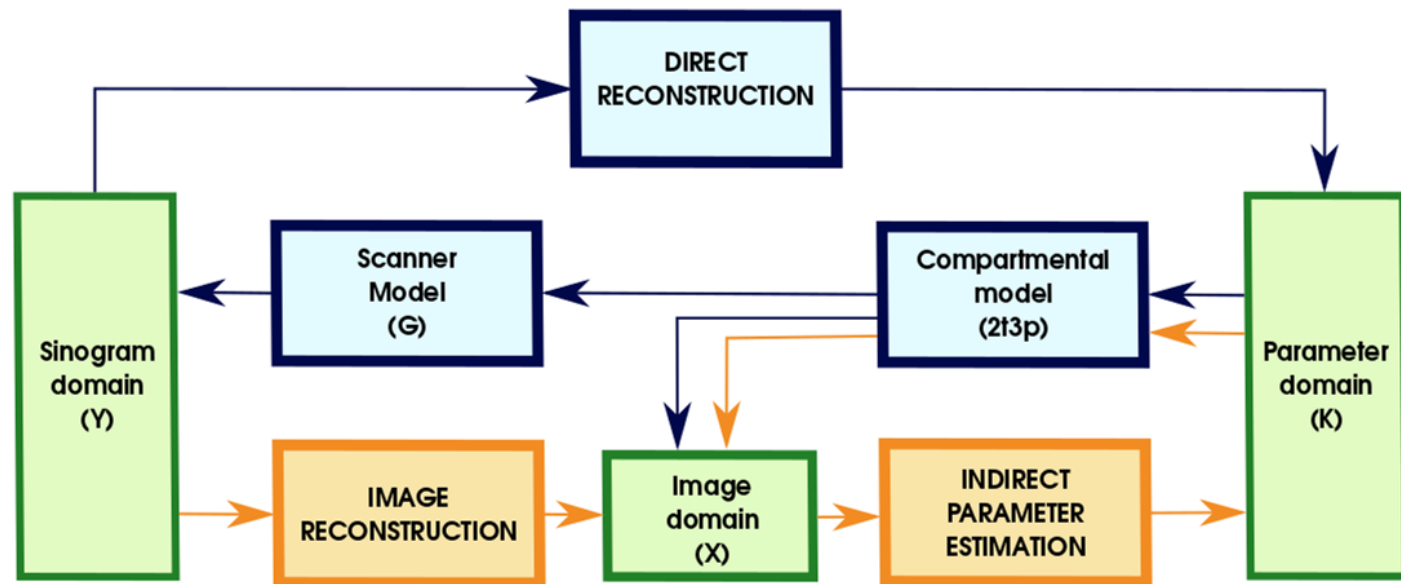 DIRECT
RECONSTRUCTION
Scanner
Model
(G)
Compartmental
model
(2t3p)
Sinogram
domain
(Y)
Parameter
domain
(K)
IMAGE
RECONSTRUCTION
Image
domain
(X)
INDIRECT
PARAMETER
ESTIMATION